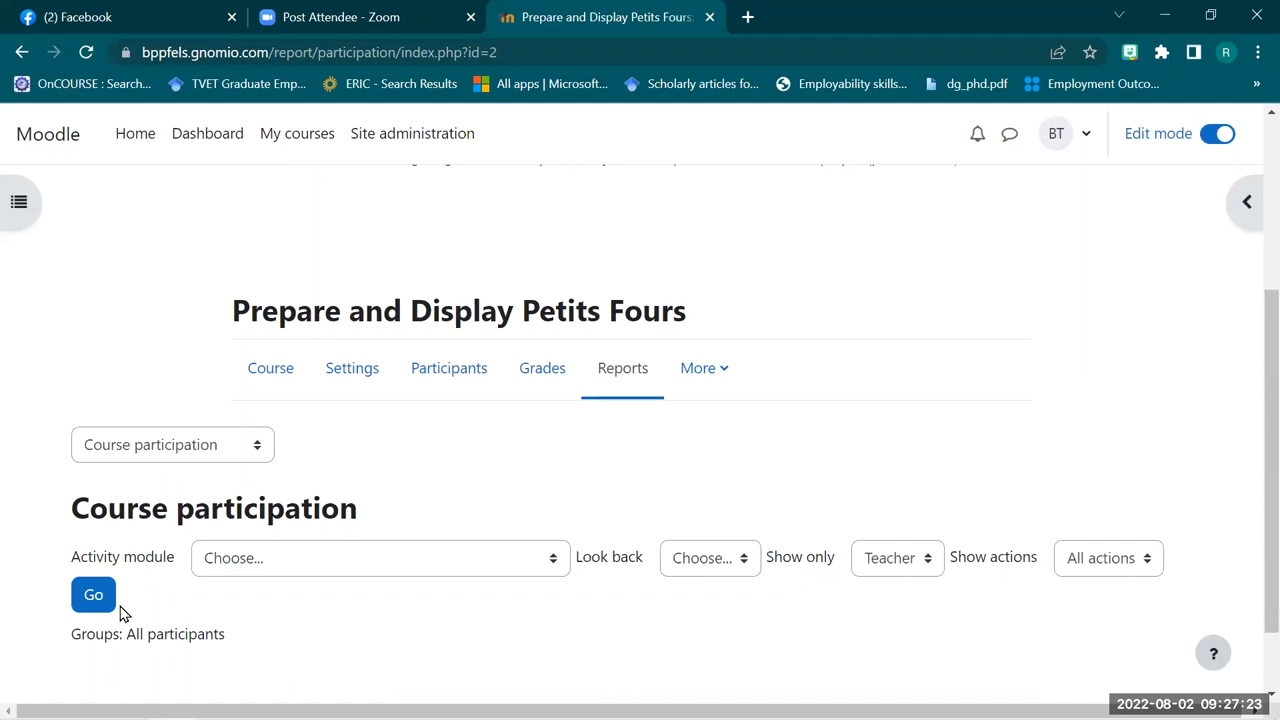 (2) Facebook
Post Attendee - Zoom
Prepare and Display Petits Fours:
bppfels.gnomio.com/report/participation/index.php?id=2
R
OnCOURSE : Search...
TVET Graduate Emp...
ERIC - Search Results
All apps | Microsoft...
Scholarly articles fo...
Employability skills...
dg_phd.pdf
Employment Outco...
»
Moodle
Home
Dashboard
My courses
Site administration
BT
Edit mode
Prepare and Display Petits Fours
Course
Settings
Participants
Grades
Reports
More
Course participation
Course participation
Activity module
Choose...
Look back
Choose...
Show only
Teacher
Show actions
All actions
Go
Groups: All participants
?
2022-08-02 09:27:23